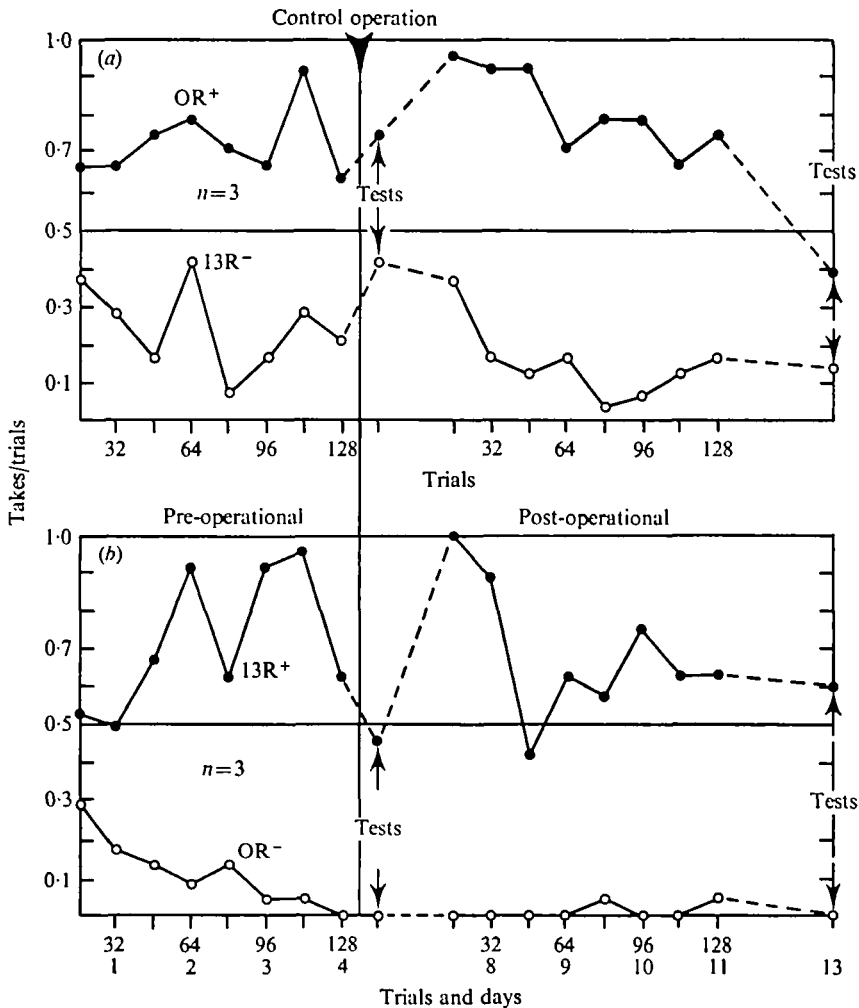 Control operation
(a)
1·0
OR⁺
0·7
n=3
Tests
Tests
0·5
13R⁻
0·3
0·1
32 64 96 128 32 64 96 128
Trials
Takes/trials
Pre-operational Post-operational
1·0
(b)
0·7
13R⁺
0·5
n=3
0·3
Tests
Tests
OR⁻
0·1
32 64 96 128 32 64 96 128
1 2 3 4 8 9 10 11 13
Trials and days